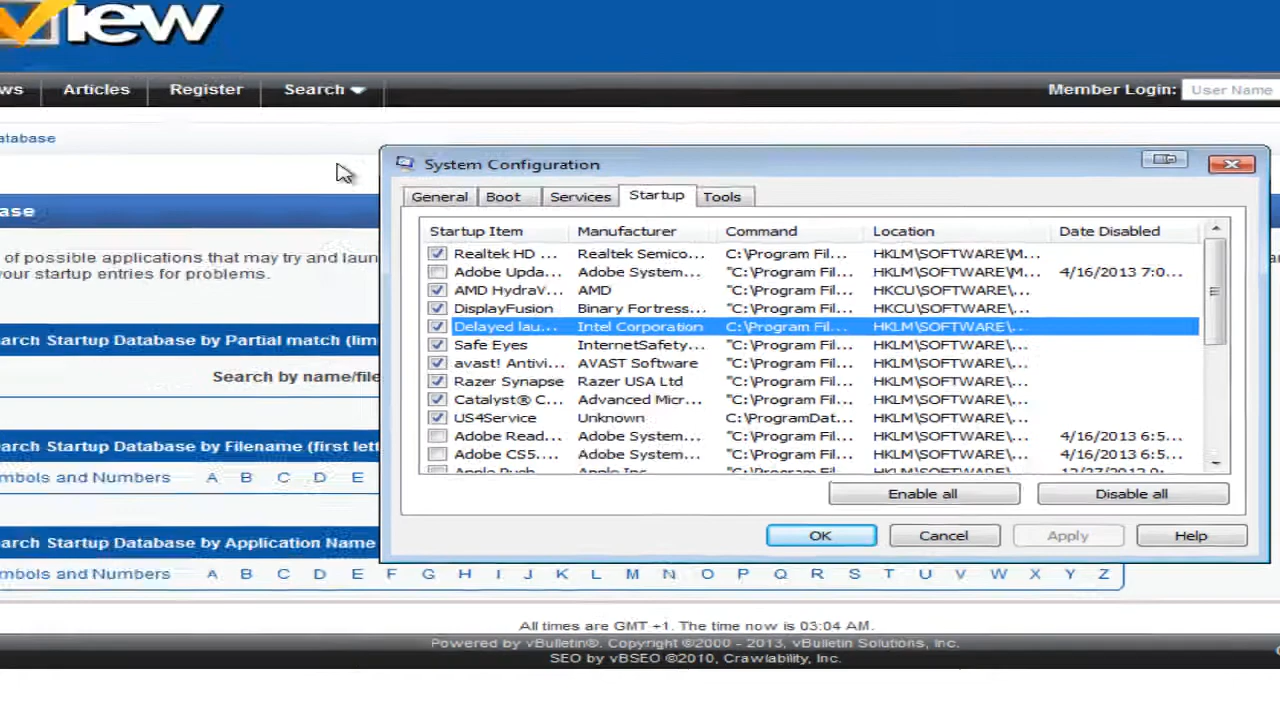 view
ws Articles Register Search Member Login: User Name
atabase
System Configuration
General Boot Services Startup Tools
ase
of possible applications that may try and laun
your startup entries for problems.
arch Startup Database by Partial match (lim
Search by name/file
arch Startup Database by Filename (first lett
mbols and Numbers A B C D E
arch Startup Database by Application Name
Startup Item Manufacturer Command Location Date Disabled
Realtek HD ... Realtek Semico... C:\Program Fil... HKLM\SOFTWARE\M...
Adobe Upda... Adobe System... "C:\Program Fil... HKLM\SOFTWARE\M... 4/16/2013 7:0...
AMD HydraV... AMD "C:\Program Fil... HKCU\SOFTWARE\...
DisplayFusion Binary Fortress... "C:\Program Fil... HKCU\SOFTWARE\...
Delayed lau... Intel Corporation C:\Program Fil... HKLM\SOFTWARE\...
Safe Eyes InternetSafety... "C:\Program Fil... HKLM\SOFTWARE\...
avast! Antivi... AVAST Software "C:\Program Fil... HKLM\SOFTWARE\...
Razer Synapse Razer USA Ltd "C:\Program Fil... HKLM\SOFTWARE\...
Catalyst® C... Advanced Micr... "C:\Program Fil... HKLM\SOFTWARE\...
US4Service Unknown C:\ProgramDat... HKLM\SOFTWARE\...
Adobe Read... Adobe System... "C:\Program Fil... HKLM\SOFTWARE\... 4/16/2013 6:5...
Adobe CS5.... Adobe System... "C:\Program Fil... HKLM\SOFTWARE\... 4/16/2013 6:5...
Apple Push Apple Inc "C:\Program Fil... HKLM\SOFTWARE\...
Enable all Disable all
OK Cancel Apply Help
mbols and Numbers A B C D E F G H I J K L M N O P Q R S T U V W X Y Z
All times are GMT +1. The time now is 03:04 AM.
Powered by vBulletin®. Copyright ©2000 - 2013, vBulletin Solutions, Inc.
SEO by vBSEO ©2010, Crawlability, Inc.